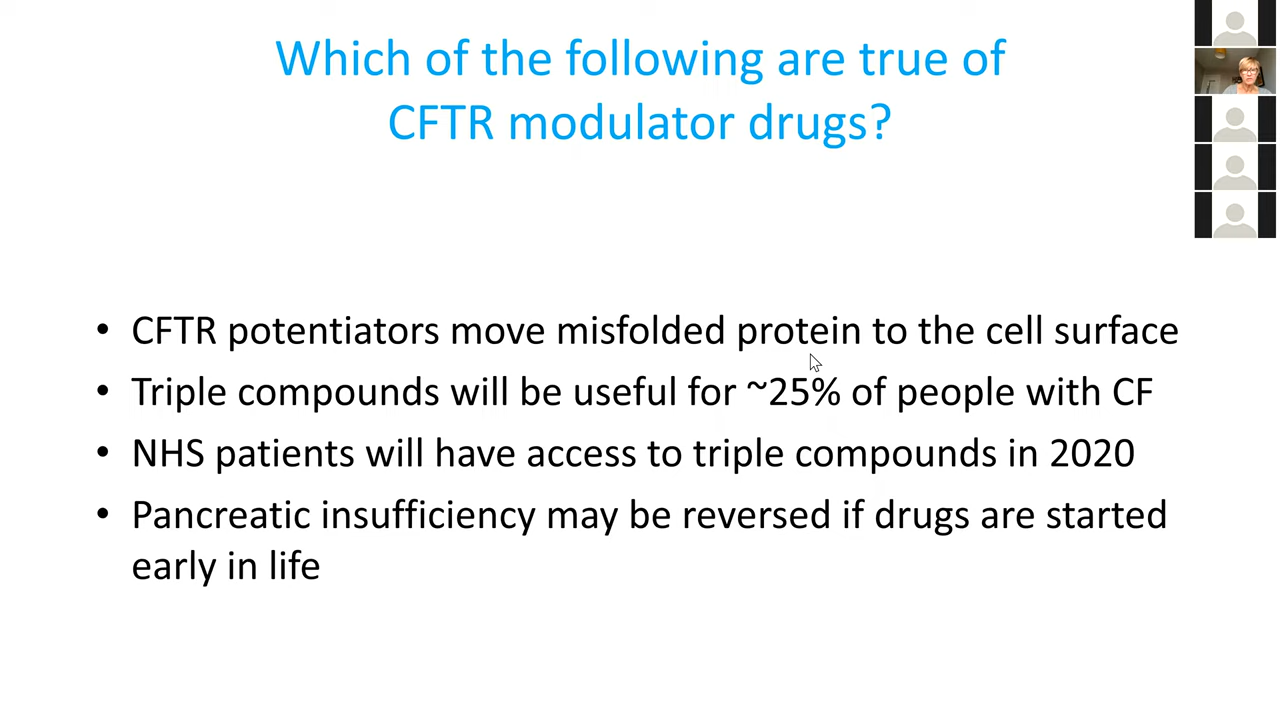 Which of the following are true of
CFTR modulator drugs?
• CFTR potentiators move misfolded protein to the cell surface
• Triple compounds will be useful for ~25% of people with CF
• NHS patients will have access to triple compounds in 2020
• Pancreatic insufficiency may be reversed if drugs are started
early in life